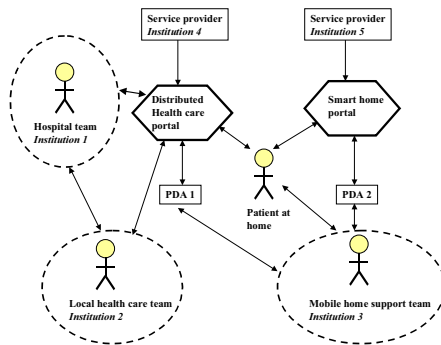 Service provider
Institution 4
Service provider
Institution 5
Distributed
Health care
portal
Smart home
portal
Hospital team
Institution 1
PDA 1
Patient at
home
PDA 2
Local health care team
Institution 2
Mobile home support team
Institution 3